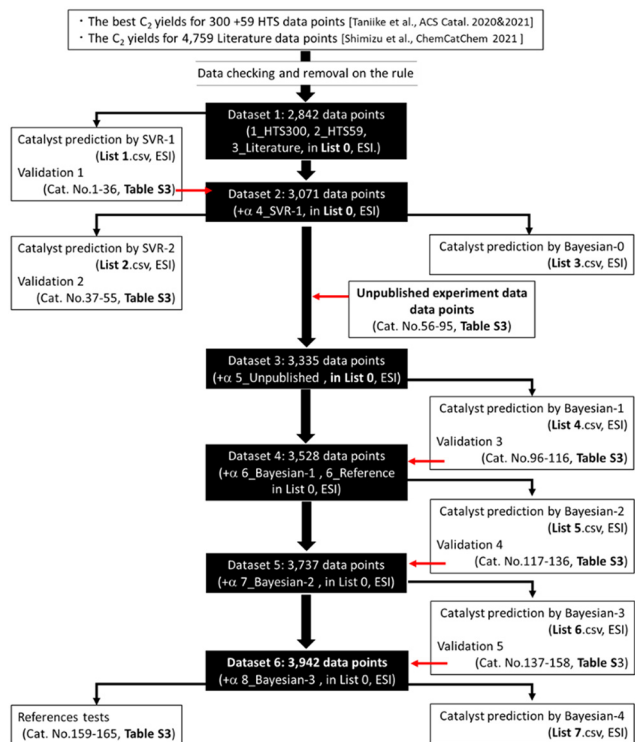 • The best C₂ yields for 300 +59 HTS data points [Taniike et al., ACS Catal. 2020&2021]
• The C₂ yields for 4,759 Literature data points [Shimizu et al., ChemCatChem 2021 ]
Data checking and removal on the rule
Dataset 1: 2,842 data points
(1_HTS300, 2_HTS59,
3_Literature, in List 0, ESI.)
Catalyst prediction by SVR-1
(List 1.csv, ESI)
Validation 1
(Cat. No.1-36, Table S3)
Dataset 2: 3,071 data points
(+α 4_SVR-1, in List 0, ESI)
Catalyst prediction by SVR-2
(List 2.csv, ESI)
Validation 2
(Cat. No.37-55, Table S3)
Catalyst prediction by Bayesian-0
(List 3.csv, ESI)
Unpublished experiment data
data points
(Cat. No.56-95, Table S3)
Dataset 3: 3,335 data points
(+α 5_Unpublished , in List 0, ESI)
Catalyst prediction by Bayesian-1
(List 4.csv, ESI)
Validation 3
(Cat. No.96-116, Table S3)
Dataset 4: 3,528 data points
(+α 6_Bayesian-1 , 6_Reference
in List 0, ESI)
Catalyst prediction by Bayesian-2
(List 5.csv, ESI)
Validation 4
(Cat. No.117-136, Table S3)
Dataset 5: 3,737 data points
(+α 7_Bayesian-2 , in List 0, ESI)
Catalyst prediction by Bayesian-3
(List 6.csv, ESI)
Validation 5
(Cat. No.137-158, Table S3)
Dataset 6: 3,942 data points
(+α 8_Bayesian-3 , in List 0, ESI)
References tests
(Cat. No.159-165, Table S3)
Catalyst prediction by Bayesian-4
(List 7.csv, ESI)